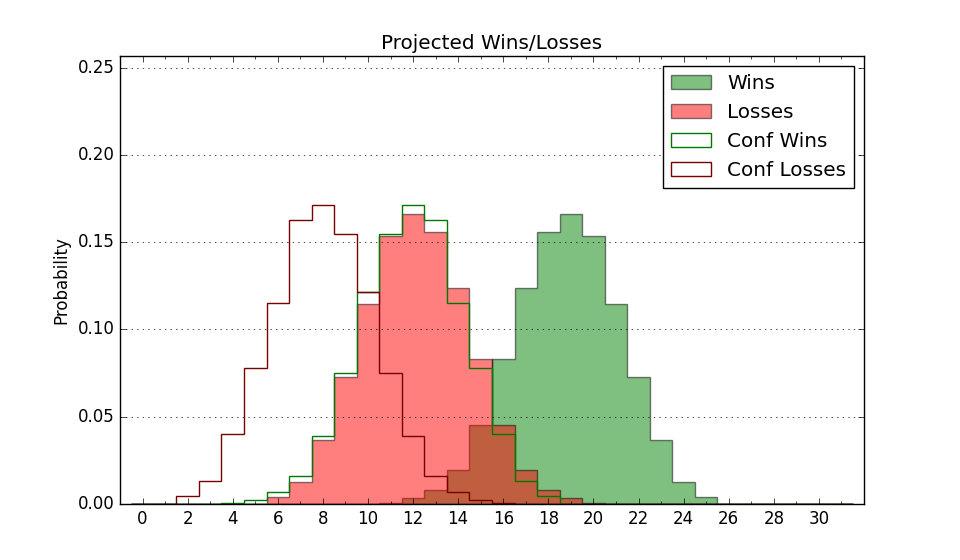 Projected Wins/Losses
0.25
0.20
0.15
0.10
0.05
0.00
Probability
Wins
Losses
Conf Wins
Conf Losses
0 2 4 6 8 10 12 14 16 18 20 22 24 26 28 30